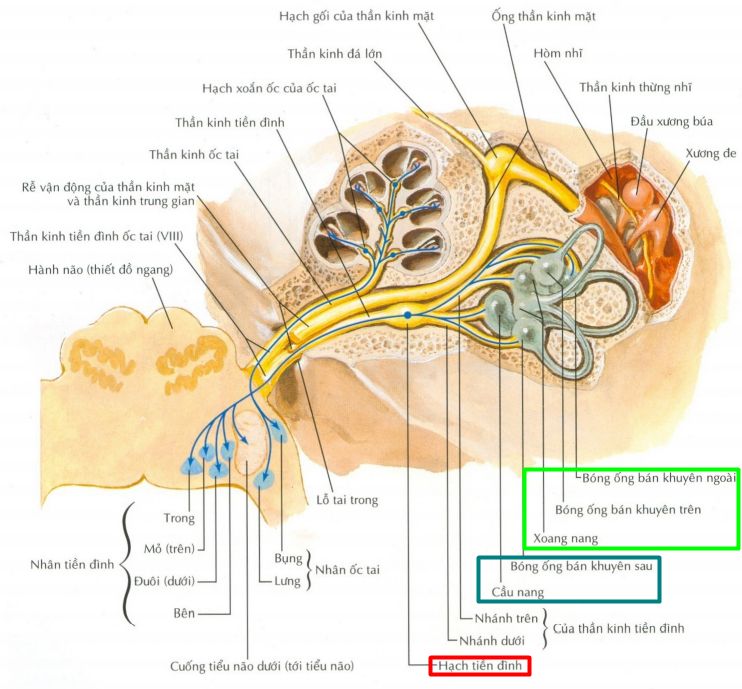 Hạch gối của thần kinh mặt
Ống thần kinh mặt
Thần kinh đá lớn
Hòm nhĩ
Hạch xoắn ốc của ốc tai
Thần kinh thừng nhĩ
Thần kinh tiền đình
Đầu xương búa
Thần kinh ốc tai
Xương đe
Rễ vận động của thần kinh mặt
và thần kinh trung gian
Thần kinh tiền đình ốc tai (VIII)
Hành não (thiết đồ ngang)
Bóng ống bán khuyên ngoài
Lỗ tai trong
Bóng ống bán khuyên trên
Trong
Xoang nang
Mỏ (trên)
Bụng
Nhân tiền đình
Nhân ốc tai
Bóng ống bán khuyên sau
Đuôi (dưới)
Lưng
Cầu nang
Bên
Nhánh trên
Của thần kinh tiền đình
Nhánh dưới
Cuống tiểu não dưới (tới tiểu não)
Hạch tiền đình